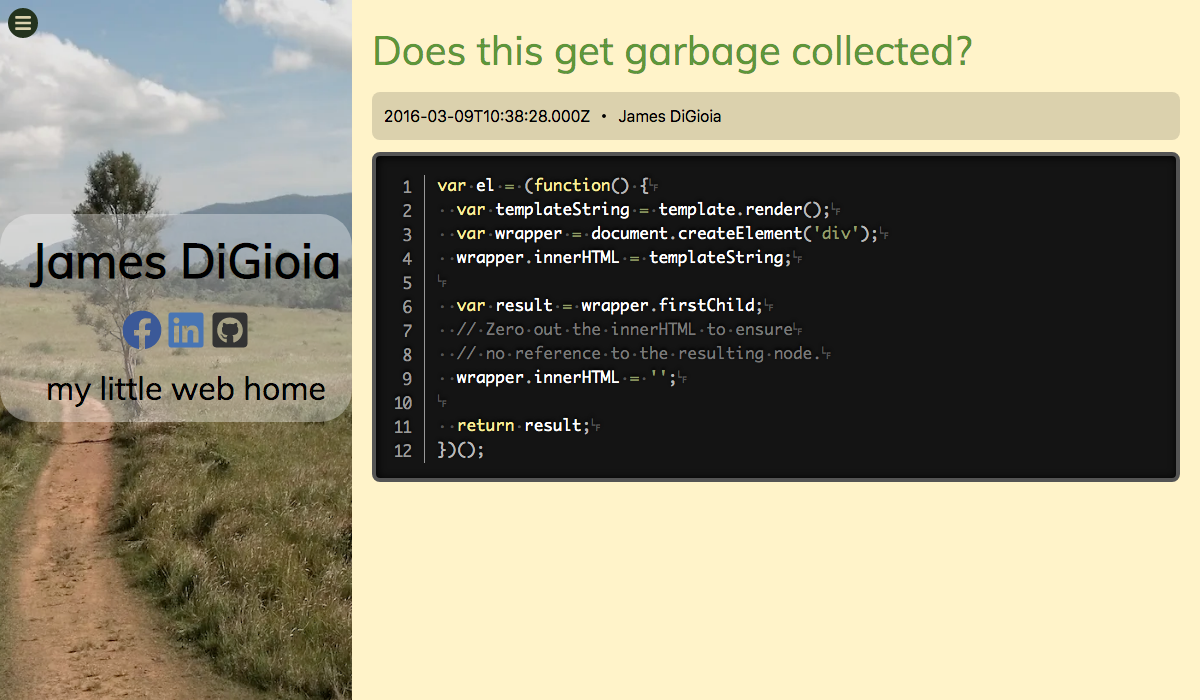 James DiGioia
my little web home
Does this get garbage collected?
2016-03-09T10:38:28.000Z • James DiGioia
1 var el = (function() {
2   var templateString = template.render();
3   var wrapper = document.createElement('div');
4   wrapper.innerHTML = templateString;
5
6   var result = wrapper.firstChild;
7   // Zero out the innerHTML to ensure
8   // no reference to the resulting node.
9   wrapper.innerHTML = '';
10
11   return result;
12 })();